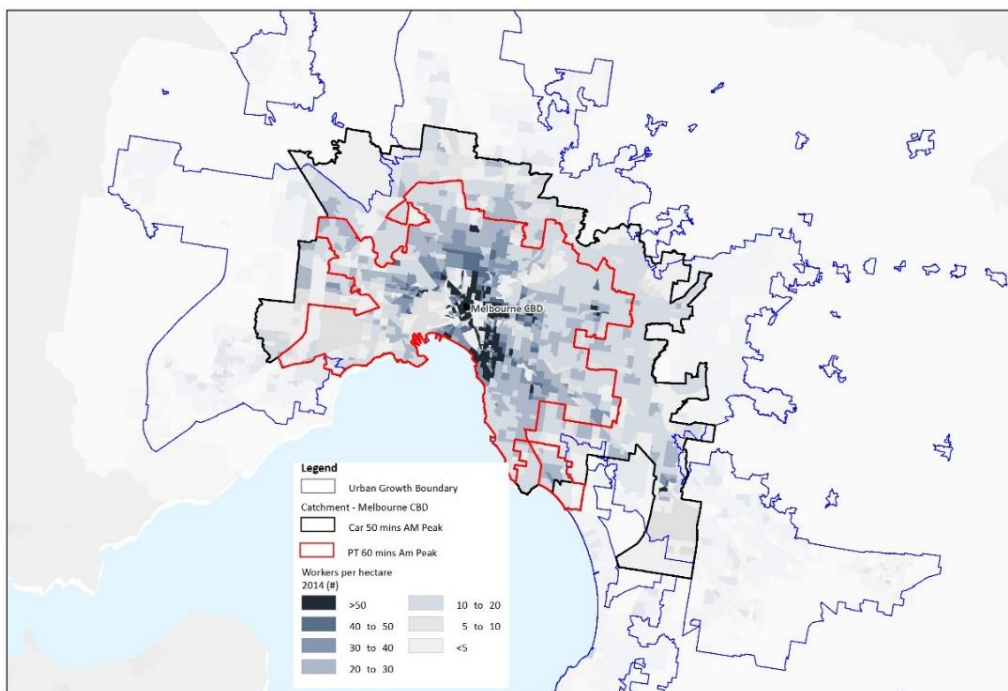 Melbourne CBD
Legend
Urban Growth Boundary
Catchment - Melbourne CBD
Car 50 mins AM Peak
PT 60 mins Am Peak
Workers per hectare
2014 (#)
>50
10 to 20
40 to 50
5 to 10
30 to 40
<5
20 to 30